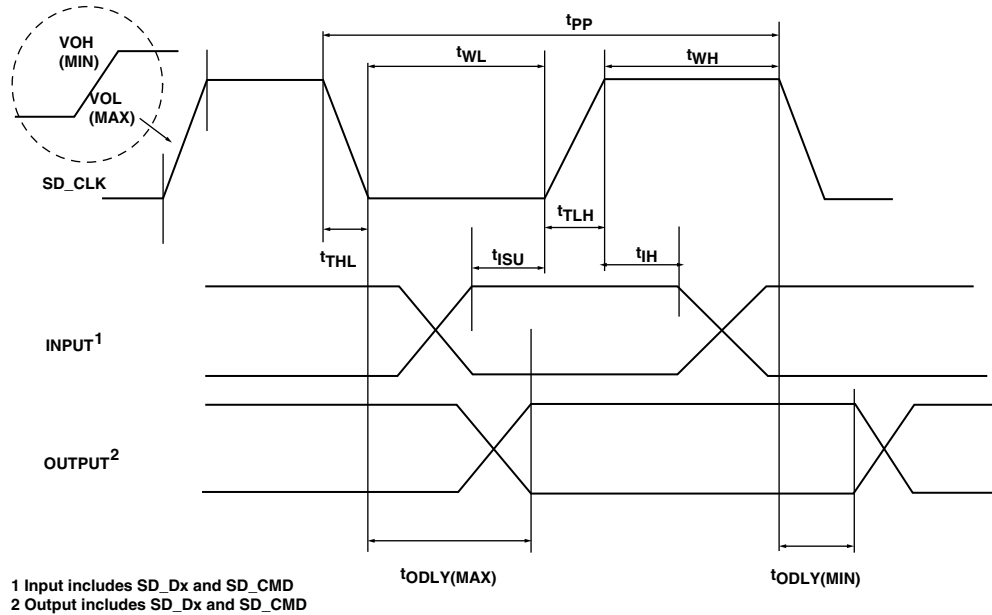 VOH
(MIN)
VOL
(MAX)
tPP
tWL
tWH
SD_CLK
tTHL
tISU
tTLH
tIH
INPUT1
OUTPUT2
tODLY(MAX)
tODLY(MIN)
1 Input includes SD_Dx and SD_CMD
2 Output includes SD_Dx and SD_CMD